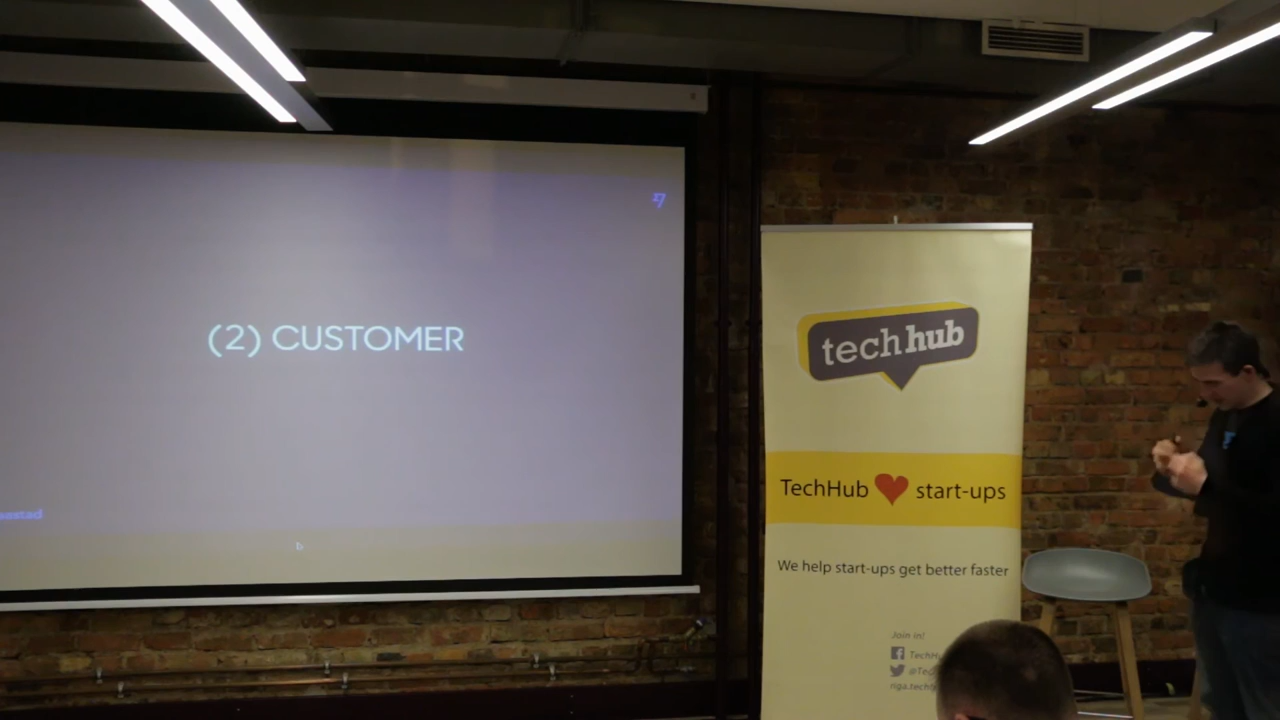 (2) CUSTOMER
tech hub
TechHub ❤ start-ups
We help start-ups get better faster
Join in!